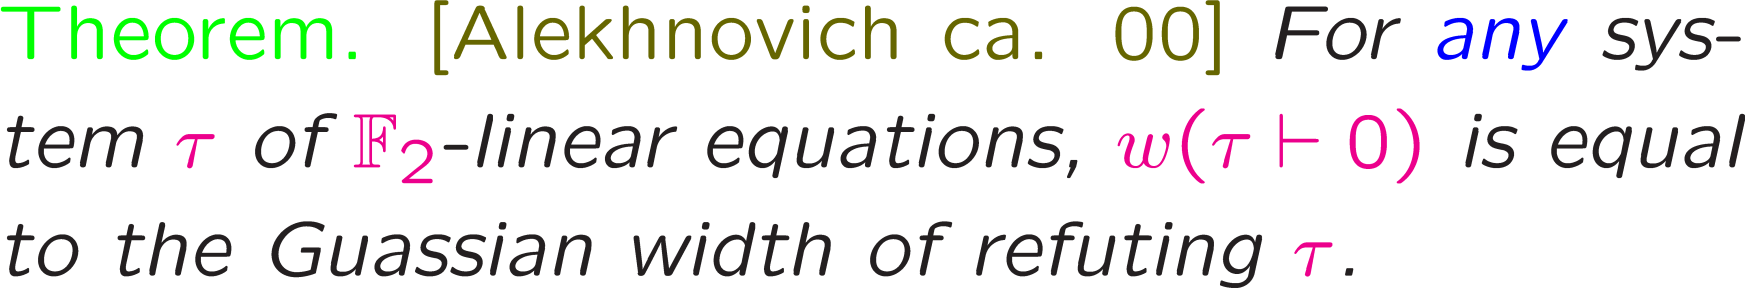 Theorem. [Alekhnovich ca. 00] For any sys-
tem τ of 𝔽₂-linear equations, w(τ ⊢ 0) is equal
to the Guassian width of refuting τ.